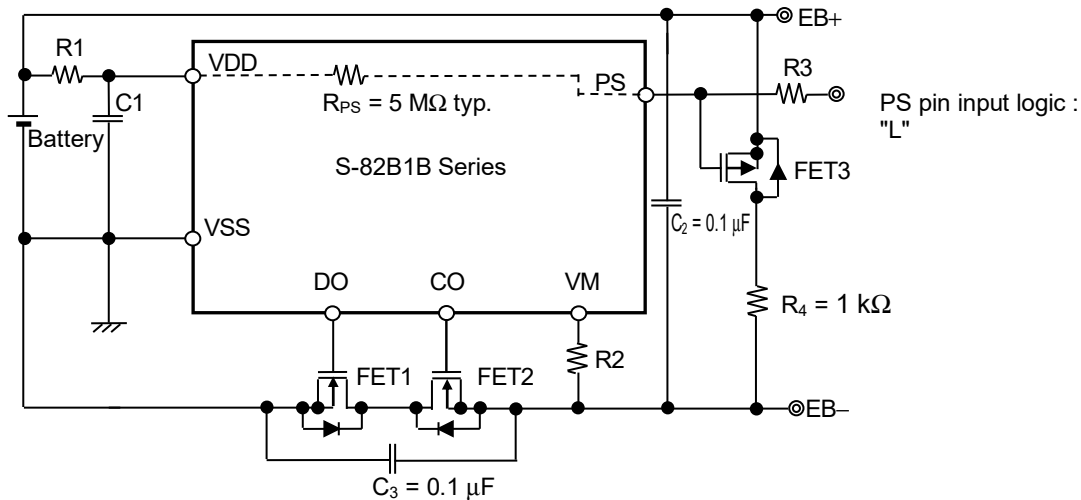 EB+
R1
VDD
R3
C1
PS
R_PS = 5 MΩ typ.
PS pin input logic :
"L"
Battery
S-82B1B Series
FET3
C₂ = 0.1 μF
VSS
DO
CO
VM
R₄ = 1 kΩ
R2
FET1
FET2
EB−
C₃ = 0.1 μF